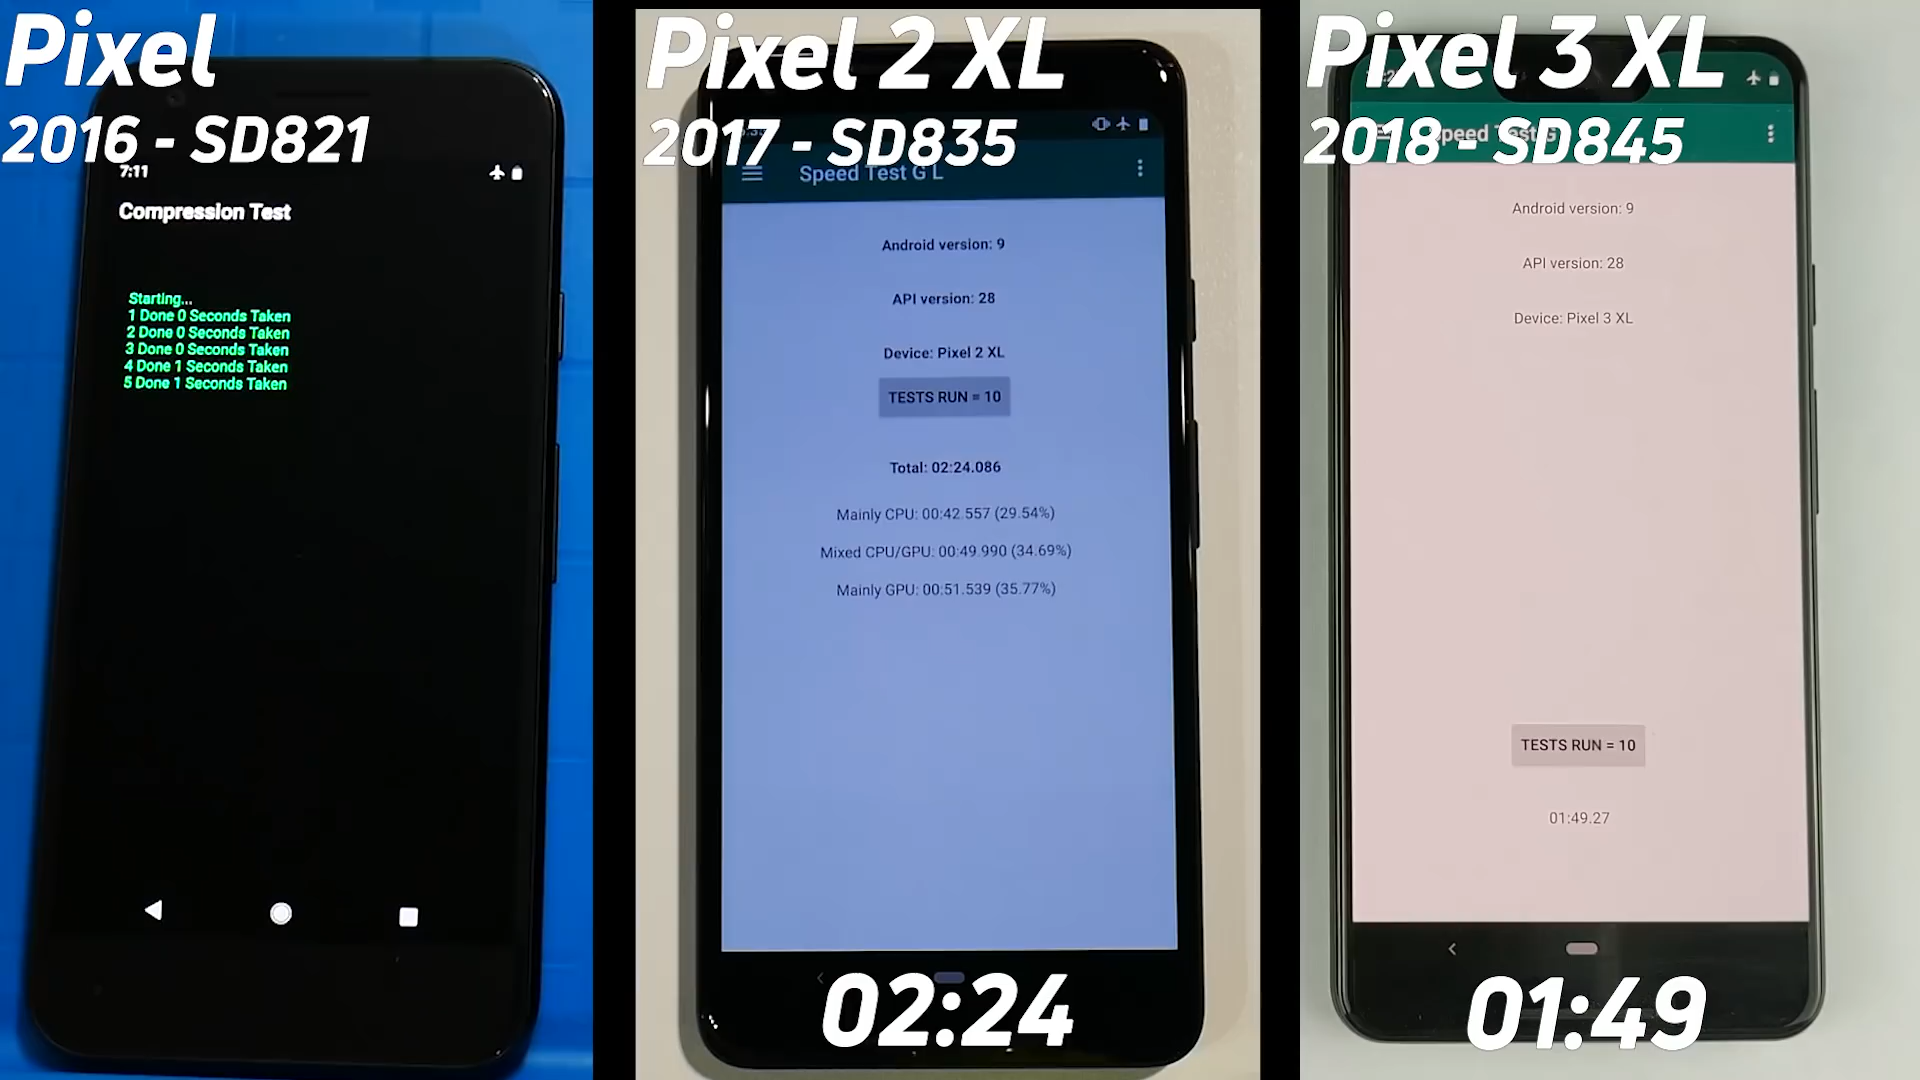 Pixel
2016 - SD821
7:11
Compression Test
Starting...
1 Done 0 Seconds Taken
2 Done 0 Seconds Taken
3 Done 0 Seconds Taken
4 Done 1 Seconds Taken
5 Done 1 Seconds Taken
Pixel 2 XL
2017 - SD835
Speed Test G L
Android version: 9
API version: 28
Device: Pixel 2 XL
TESTS RUN = 10
Total: 02:24.086
Mainly CPU: 00:42.557 (29.54%)
Mixed CPU/GPU: 00:49.990 (34.69%)
Mainly GPU: 00:51.539 (35.77%)
02:24
Pixel 3 XL
2018 - SD845
Speed Test G
Android version: 9
API version: 28
Device: Pixel 3 XL
TESTS RUN = 10
01:49.27
01:49